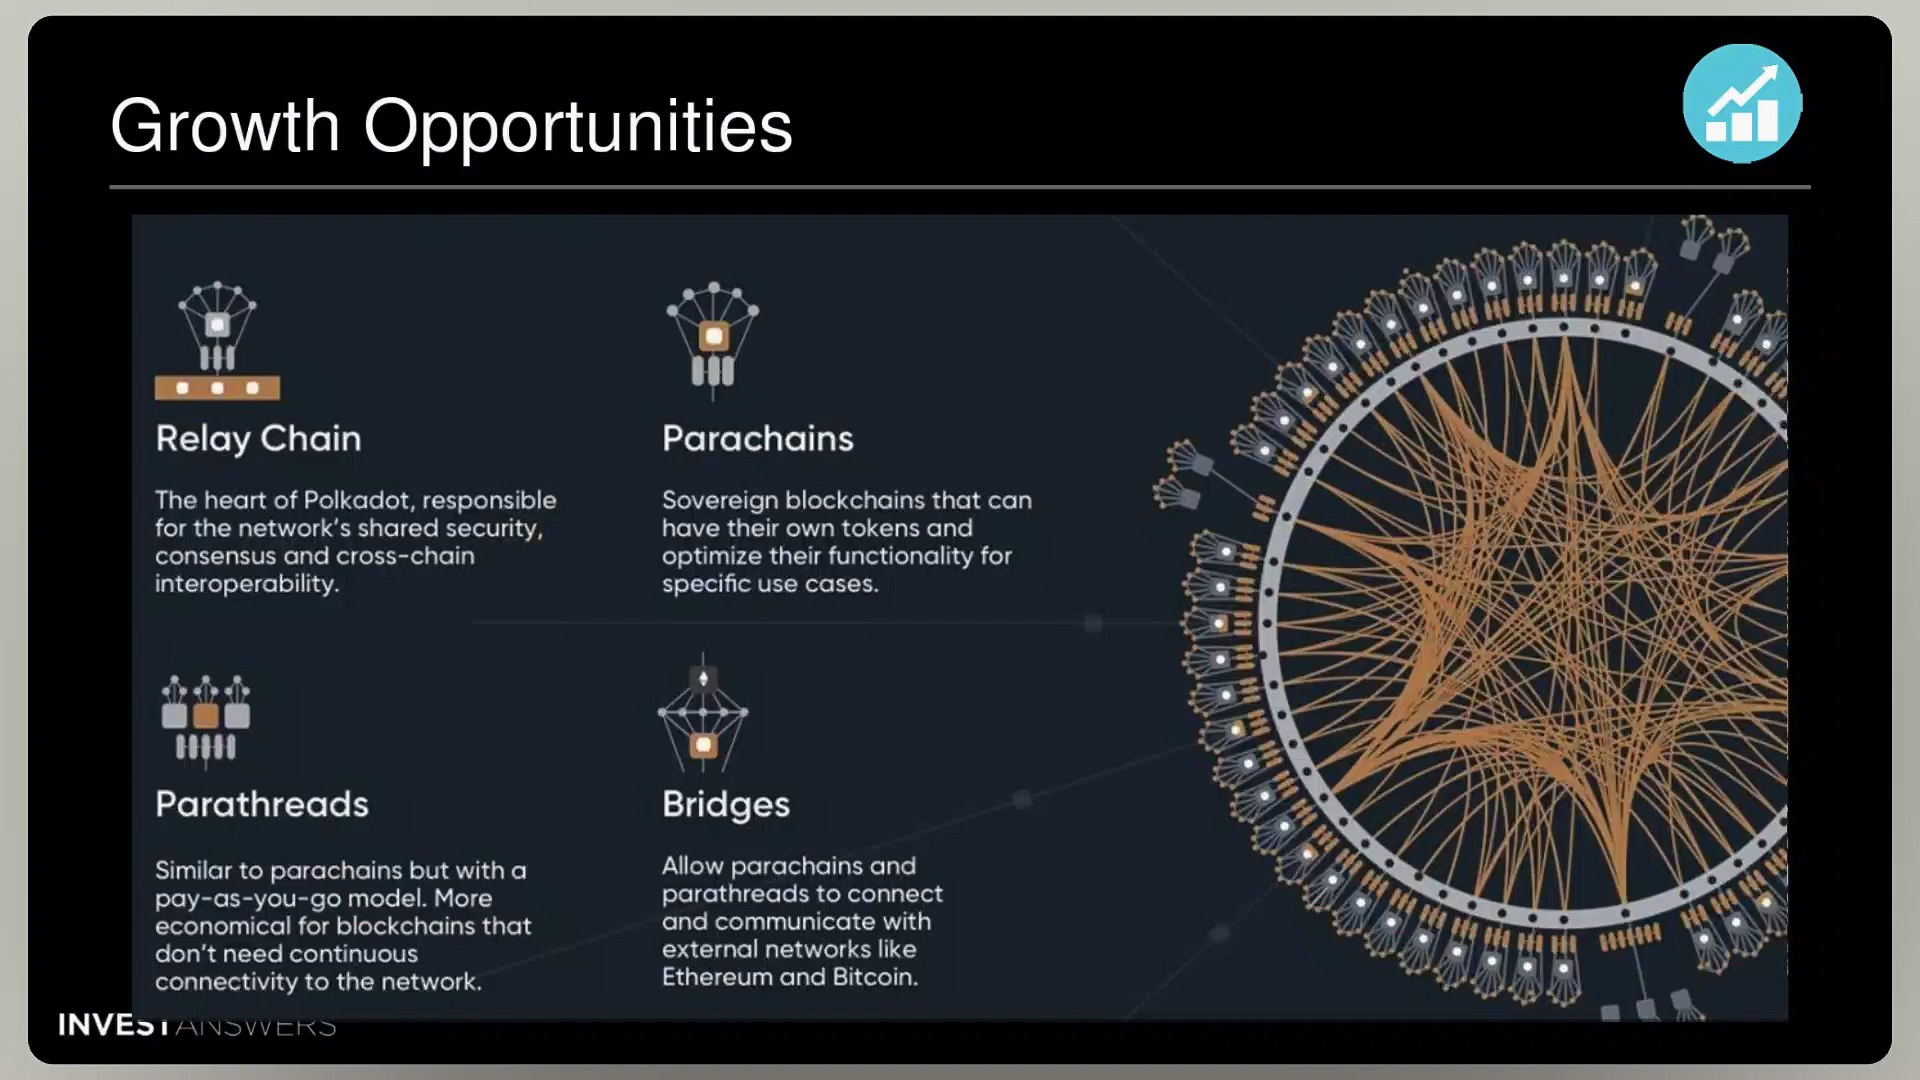 Growth Opportunities
Relay Chain
The heart of Polkadot, responsible
for the network's shared security,
consensus and cross-chain
interoperability.
Parachains
Sovereign blockchains that can
have their own tokens and
optimize their functionality for
specific use cases.
Parathreads
Similar to parachains but with a
pay-as-you-go model. More
economical for blockchains that
don't need continuous
connectivity to the network.
Bridges
Allow parachains and
parathreads to connect
and communicate with
external networks like
Ethereum and Bitcoin.
INVESTANSWERS